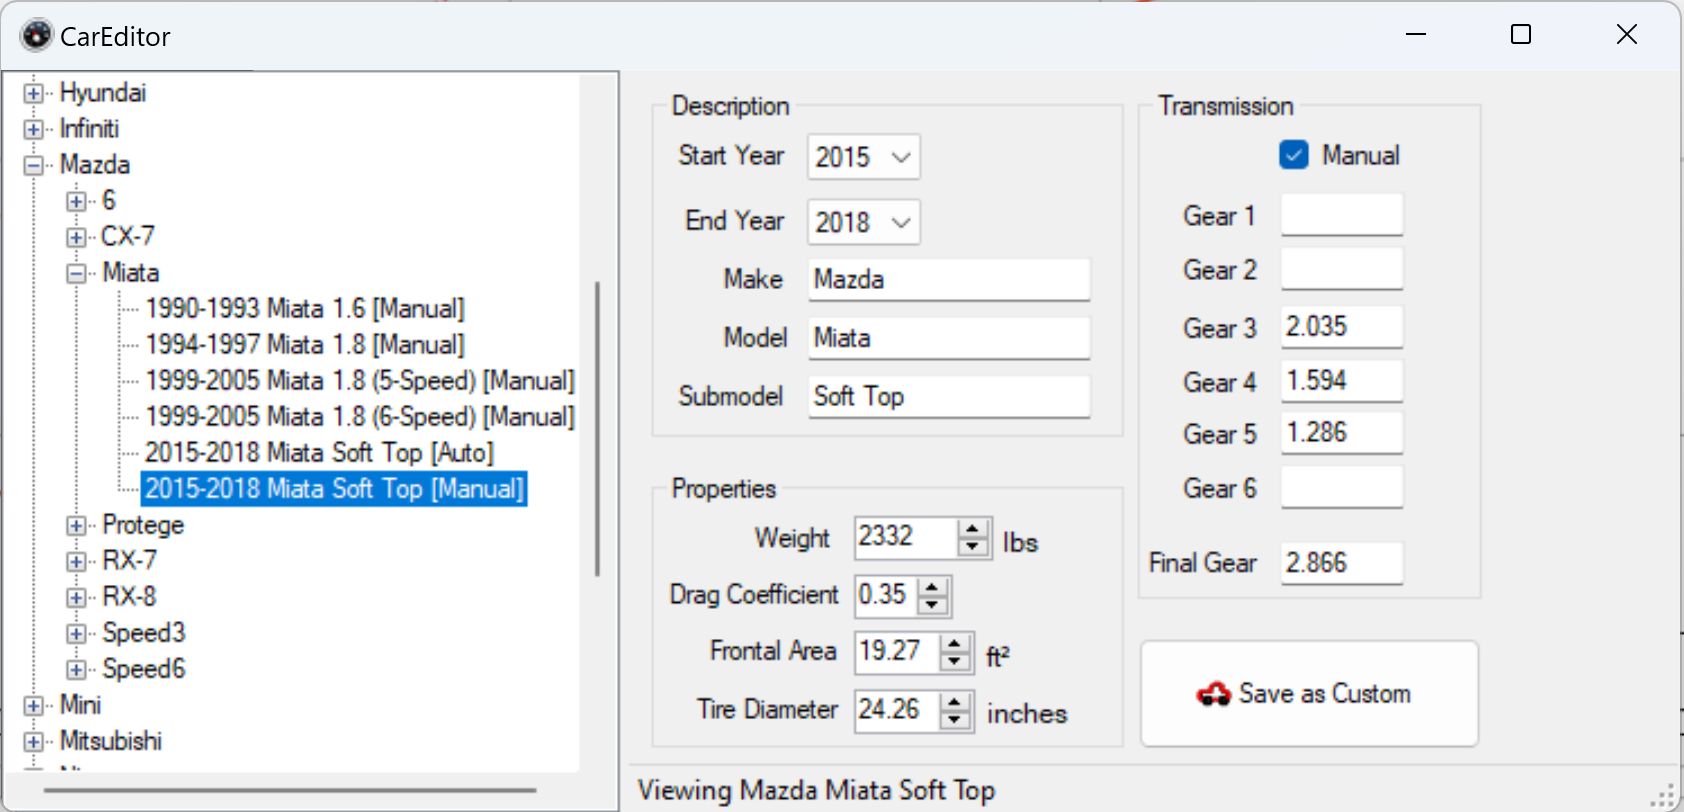 CarEditor
Hyundai
Infiniti
Mazda
6
CX-7
Miata
1990-1993 Miata 1.6 [Manual]
1994-1997 Miata 1.8 [Manual]
1999-2005 Miata 1.8 (5-Speed) [Manual]
1999-2005 Miata 1.8 (6-Speed) [Manual]
2015-2018 Miata Soft Top [Auto]
2015-2018 Miata Soft Top [Manual]
Protege
RX-7
RX-8
Speed3
Speed6
Mini
Mitsubishi
Description
Start Year 2015
End Year 2018
Make Mazda
Model Miata
Submodel Soft Top
Properties
Weight 2332 lbs
Drag Coefficient 0.35
Frontal Area 19.27 ft²
Tire Diameter 24.26 inches
Transmission
Manual
Gear 1
Gear 2
Gear 3 2.035
Gear 4 1.594
Gear 5 1.286
Gear 6
Final Gear 2.866
Save as Custom
Viewing Mazda Miata Soft Top